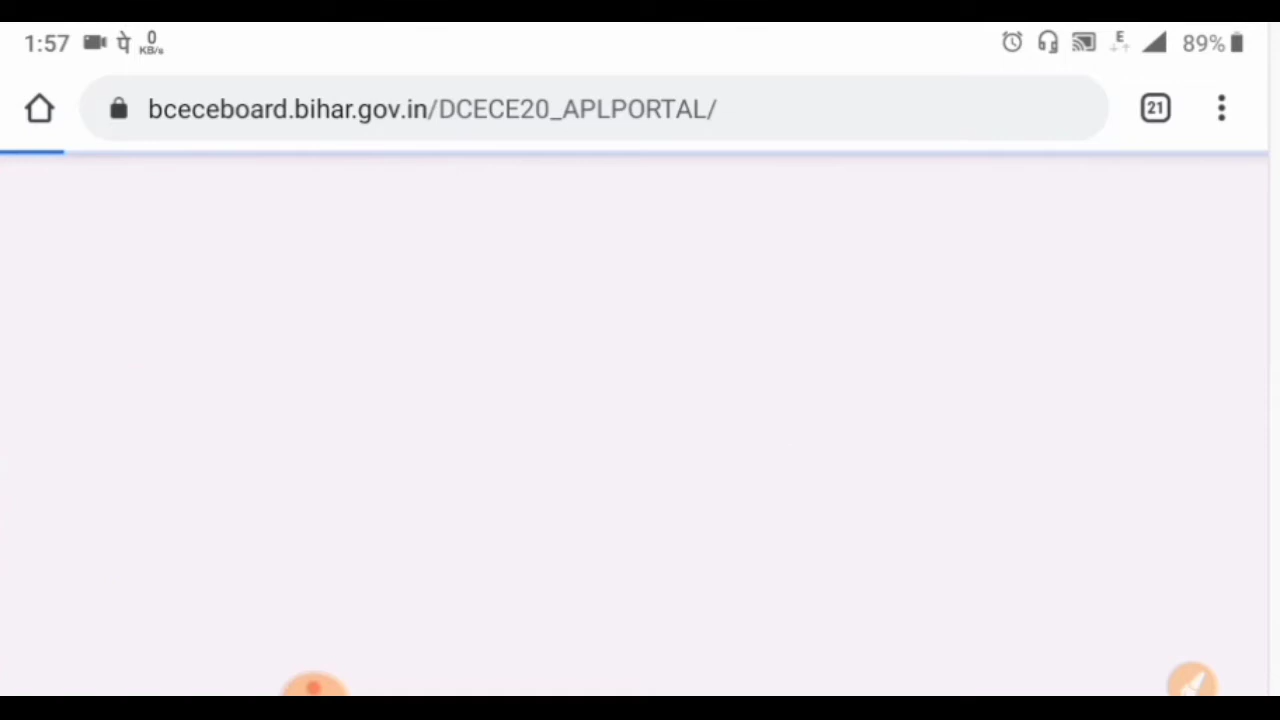 1:57 पे 0 KB/s E 89%
bceceboard.bihar.gov.in/DCECE20_APLPORTAL/ 21